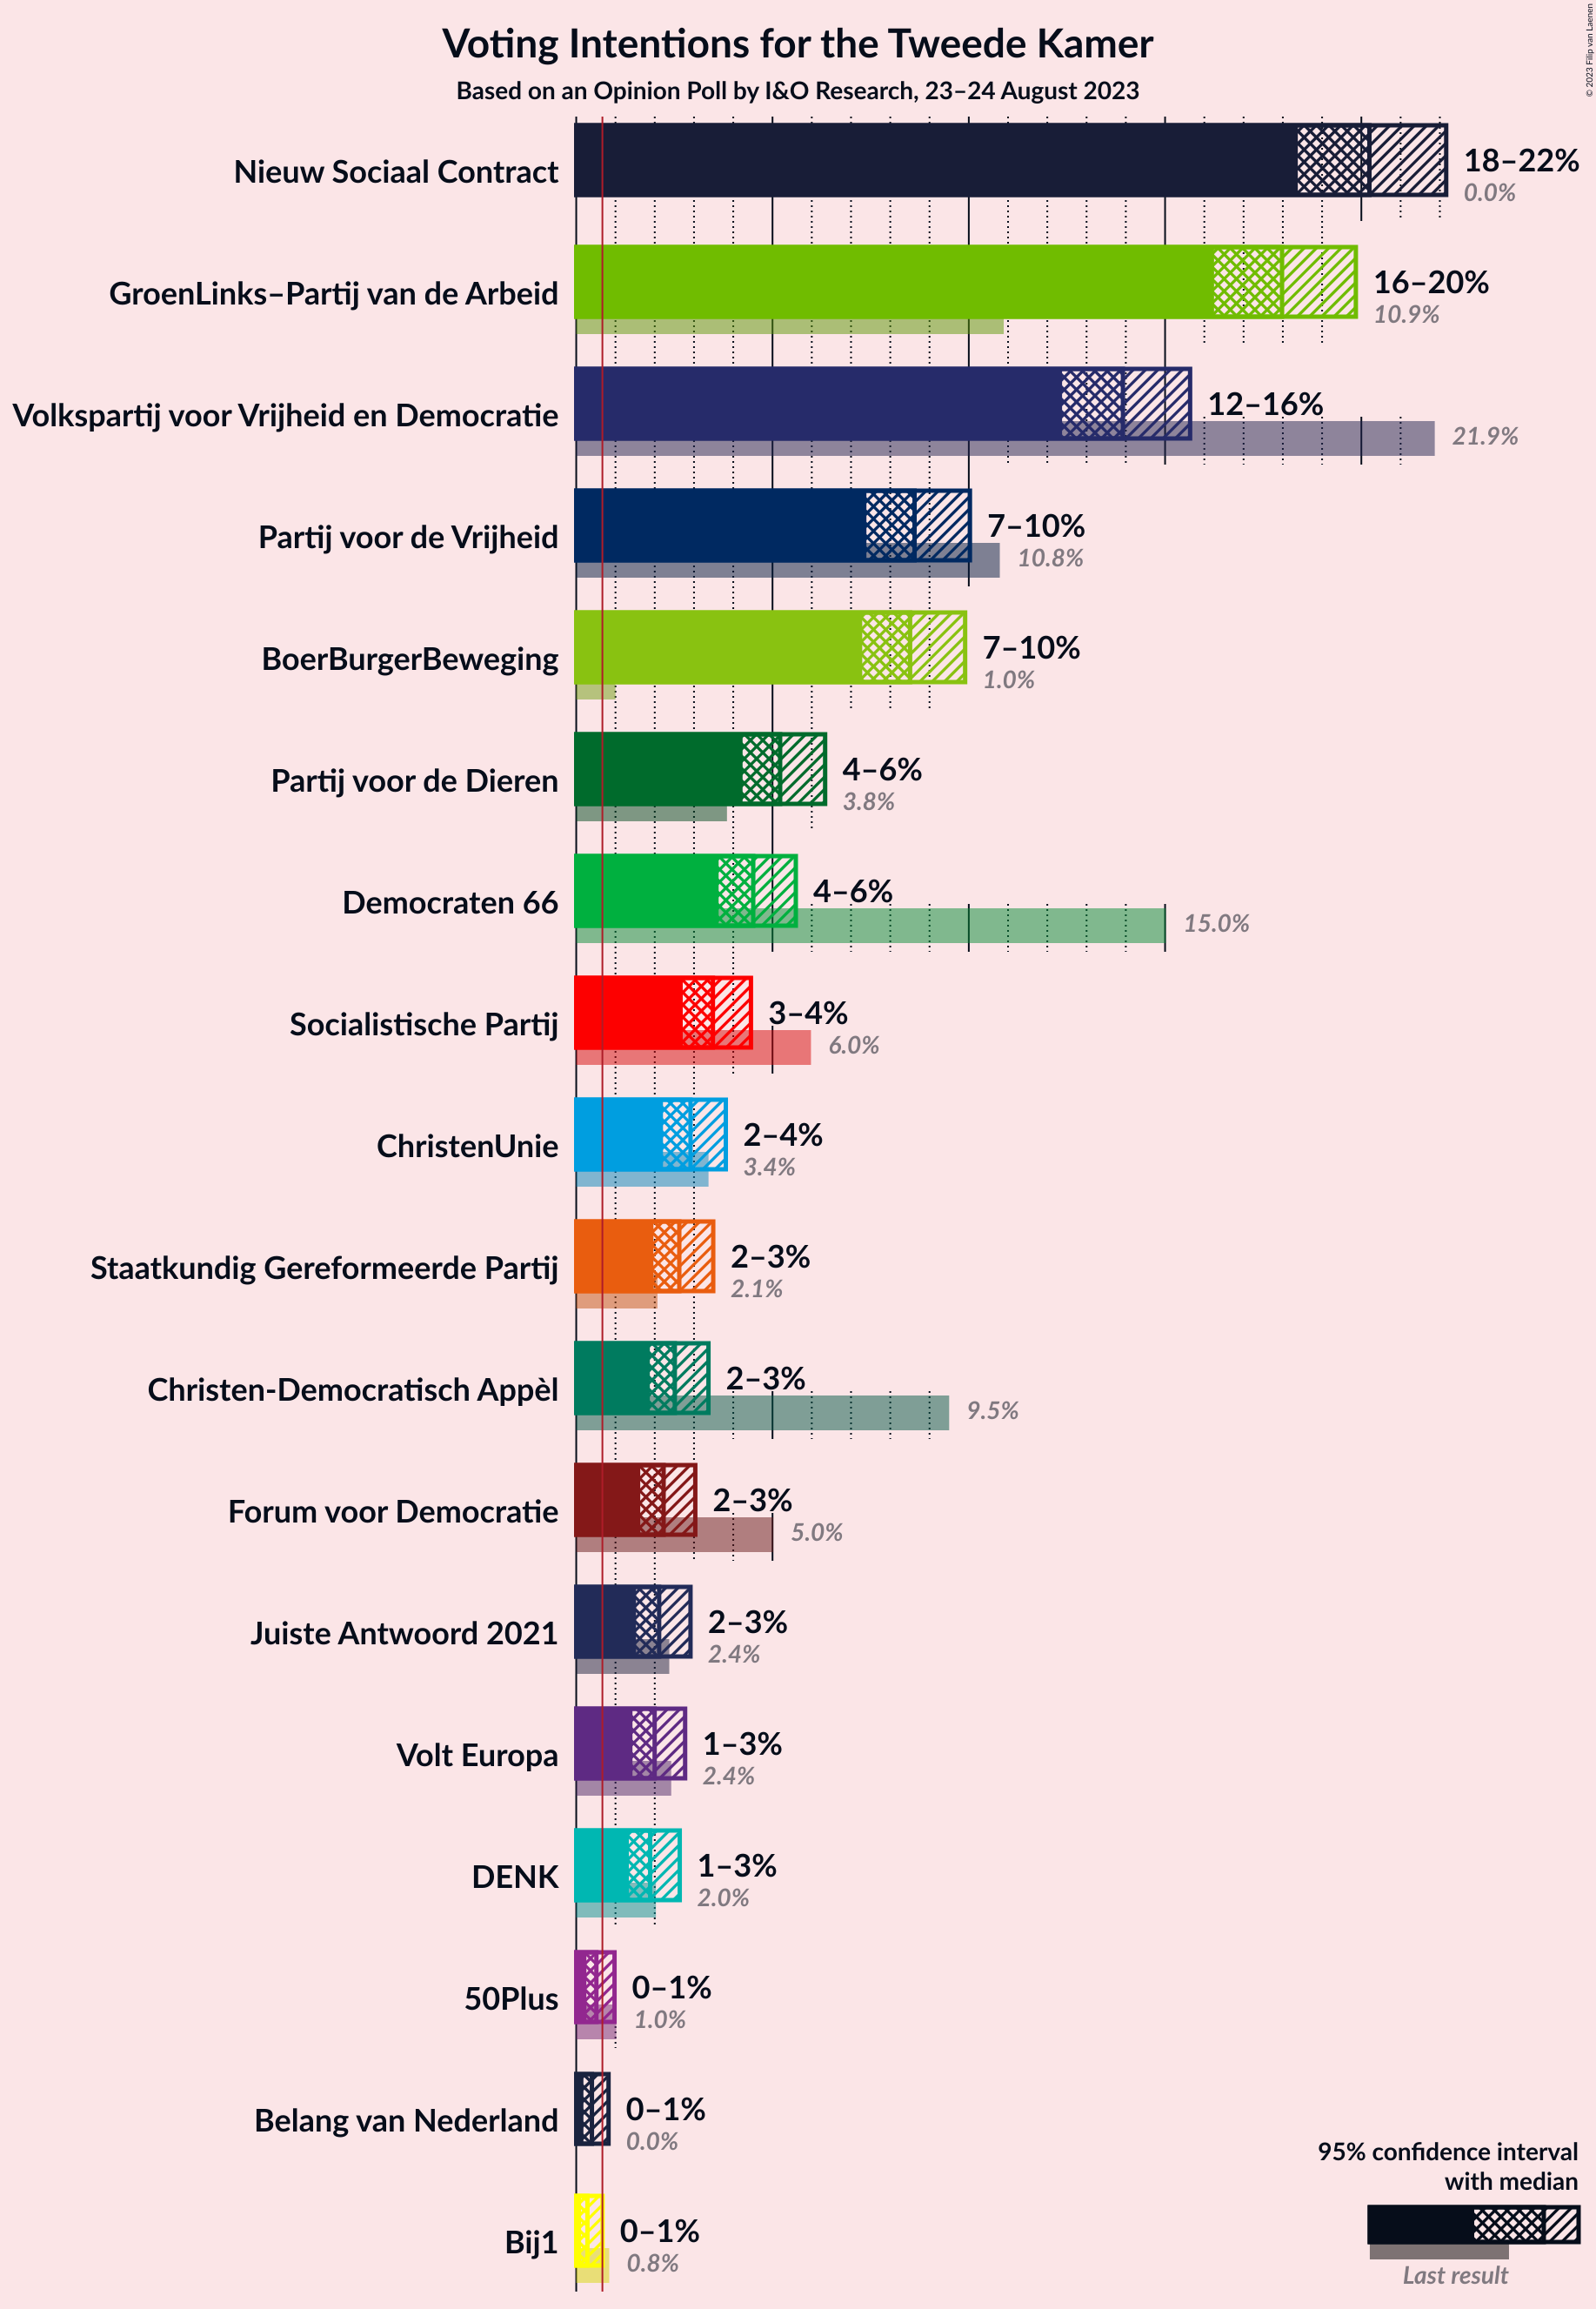 © 2023 Filip van Laenen
Voting Intentions for the Tweede Kamer
Based on an Opinion Poll by I&O Research, 23–24 August 2023
Nieuw Sociaal Contract
18–22%
0.0%
GroenLinks–Partij van de Arbeid
16–20%
10.9%
Volkspartij voor Vrijheid en Democratie
12–16%
21.9%
Partij voor de Vrijheid
7–10%
10.8%
BoerBurgerBeweging
7–10%
1.0%
Partij voor de Dieren
4–6%
3.8%
Democraten 66
4–6%
15.0%
Socialistische Partij
3–4%
6.0%
ChristenUnie
2–4%
3.4%
Staatkundig Gereformeerde Partij
2–3%
2.1%
Christen-Democratisch Appèl
2–3%
9.5%
Forum voor Democratie
2–3%
5.0%
Juiste Antwoord 2021
2–3%
2.4%
Volt Europa
1–3%
2.4%
DENK
1–3%
2.0%
50Plus
0–1%
1.0%
Belang van Nederland
0–1%
0.0%
Bij1
0–1%
0.8%
95% confidence interval
with median
Last result